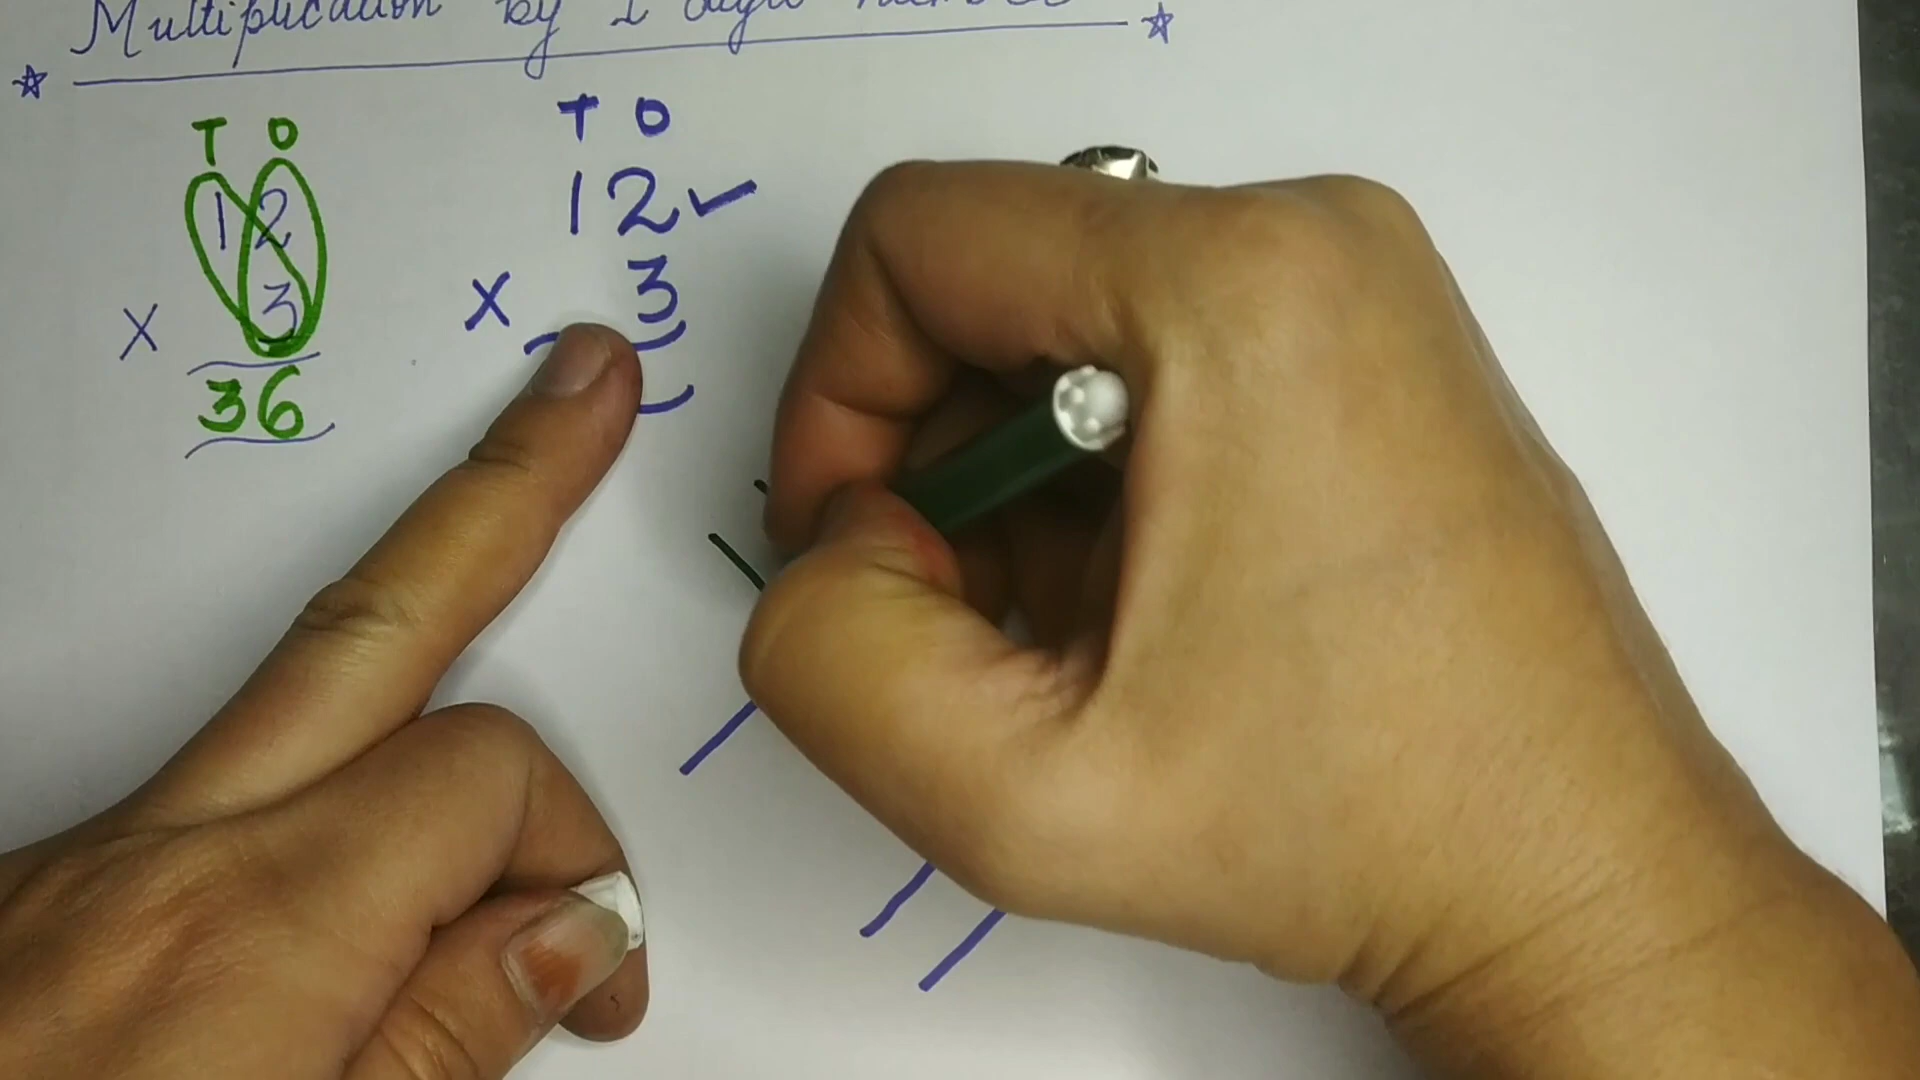 Multiplication by 1 digit number
T O
12
× 3
36
T O
12 ✓
× 3